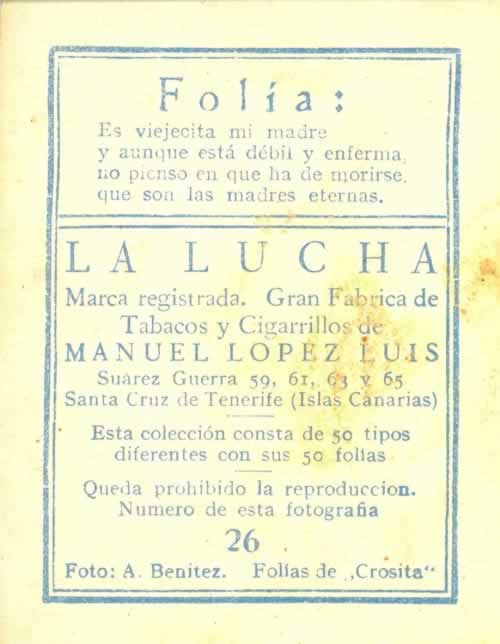 Folía:
Es viejecita mi madre
y aunque está débil y enferma,
no pienso en que ha de morirse,
que son las madres eternas.
LA LUCHA
Marca registrada. Gran Fabrica de
Tabacos y Cigarrillos de
MANUEL LOPEZ LUIS
Suárez Guerra 59, 61, 63 y 65
Santa Cruz de Tenerife (Islas Canarias)
Esta colección consta de 50 tipos
diferentes con sus 50 folías
Queda prohibido la reproduccion.
Numero de esta fotografia
26
Foto: A. Benitez. Folías de „Crosita“